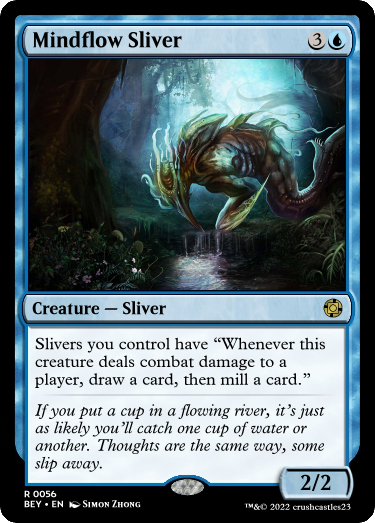 Mindflow Sliver 3
Creature — Sliver
Slivers you control have “Whenever this
creature deals combat damage to a
player, draw a card, then mill a card.”
If you put a cup in a flowing river, it’s just
as likely you’ll catch one cup of water or
another. Thoughts are the same way, some
slip away.
2/2
R 0056
BEY • EN Simon Zhong
™&© 2022 crushcastles23